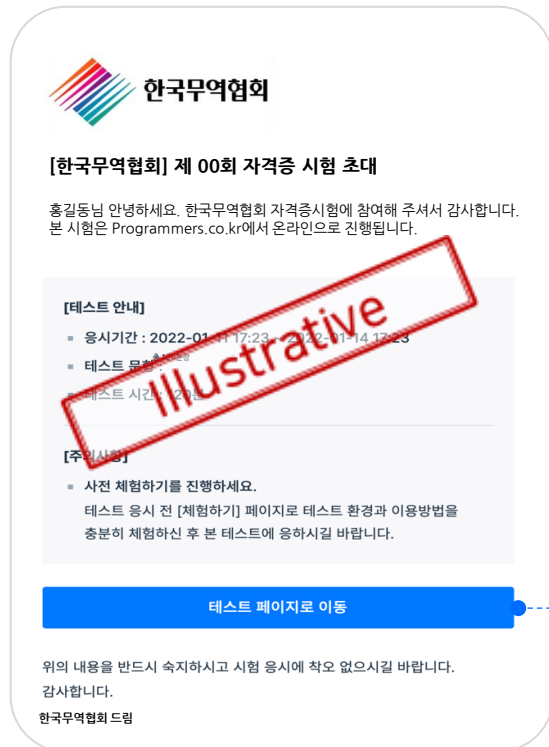 한국무역협회
[한국무역협회] 제 00회 자격증 시험 초대
홍길동님 안녕하세요. 한국무역협회 자격증시험에 참여해 주셔서 감사합니다.
본 시험은 Programmers.co.kr에서 온라인으로 진행됩니다.
[테스트 안내]
응시기간 : 2022-01-11 17:23 ~ 2022-01-14 17:23
테스트 문항 :
테스트 시간 : 120분
Illustrative
[주의사항]
사전 체험하기를 진행하세요.
테스트 응시 전 [체험하기] 페이지로 테스트 환경과 이용방법을
충분히 체험하신 후 본 테스트에 응하시길 바랍니다.
테스트 페이지로 이동
위의 내용을 반드시 숙지하시고 시험 응시에 착오 없으시길 바랍니다.
감사합니다.
한국무역협회 드림